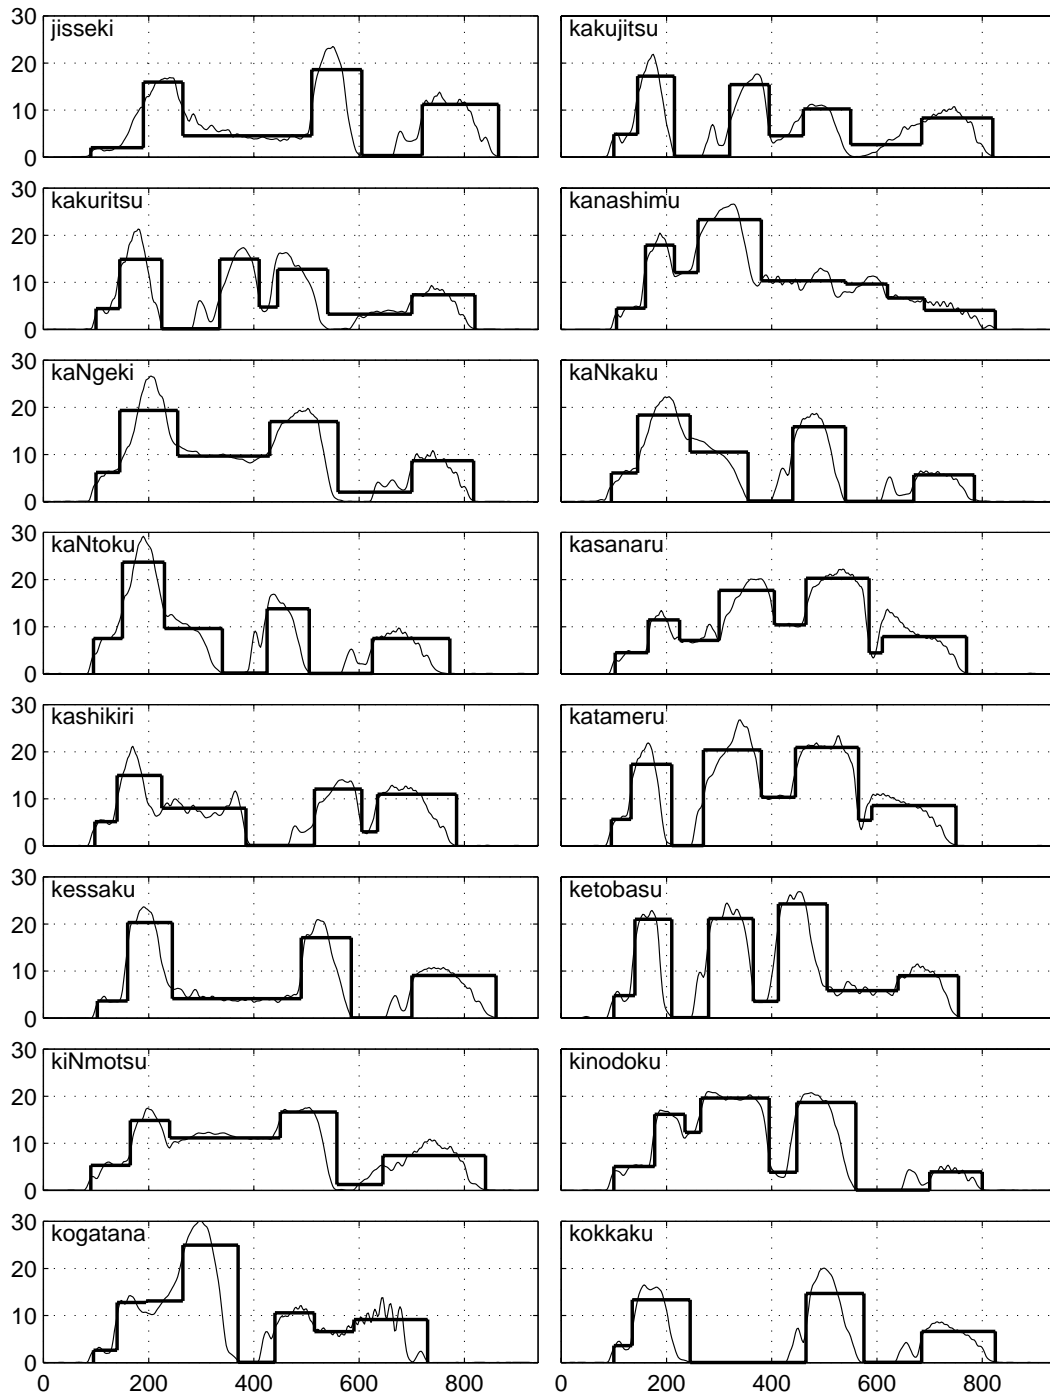 30 jisseki kakujitsu
20
10
0
30 kakuritsu kanashimu
20
10
0
30 kaNgeki kaNkaku
20
10
0
30 kaNtoku kasanaru
20
10
0
30 kashikiri katameru
20
10
0
30 kessaku ketobasu
20
10
0
30 kiNmotsu kinodoku
20
10
0
30 kogatana kokkaku
20
10
0
0 200 400 600 800 0 200 400 600 800